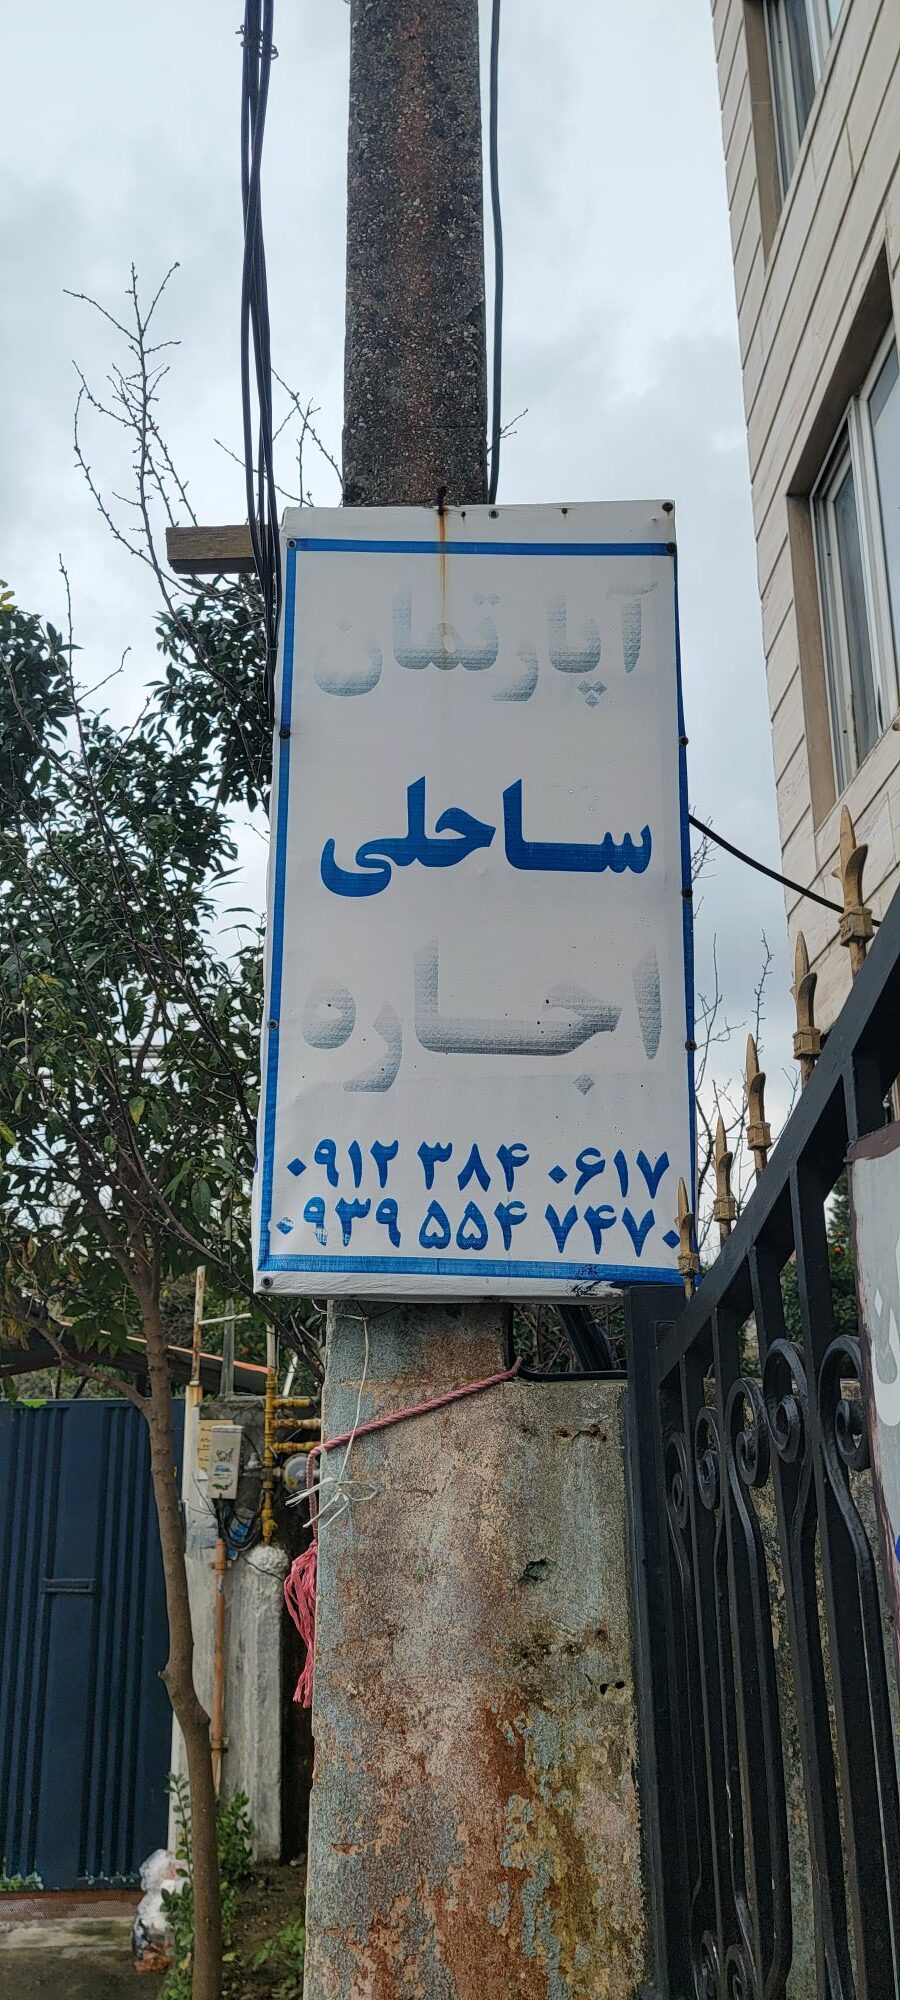 آپارتمان
ساحلی
اجاره
۰۹۱۲ ۳۸۴ ۰۶۱۷
۰۹۳۹ ۵۵۴ ۷۴۷۰